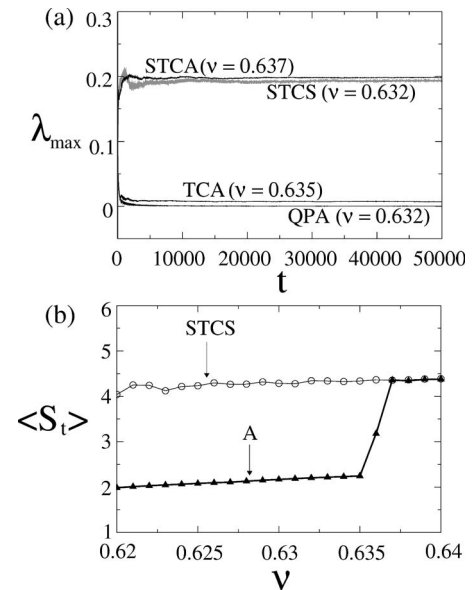 (a)
0.3
STCA (ν = 0.637)
0.2
STCS (ν = 0.632)
λmax
0.1
TCA (ν = 0.635)
0
QPA (ν = 0.632)
0 10000 20000 30000 40000 50000
t
(b)
STCS
6
5
4
<St>
3
A
2
1
0.62 0.625 0.63 0.635 0.64
ν